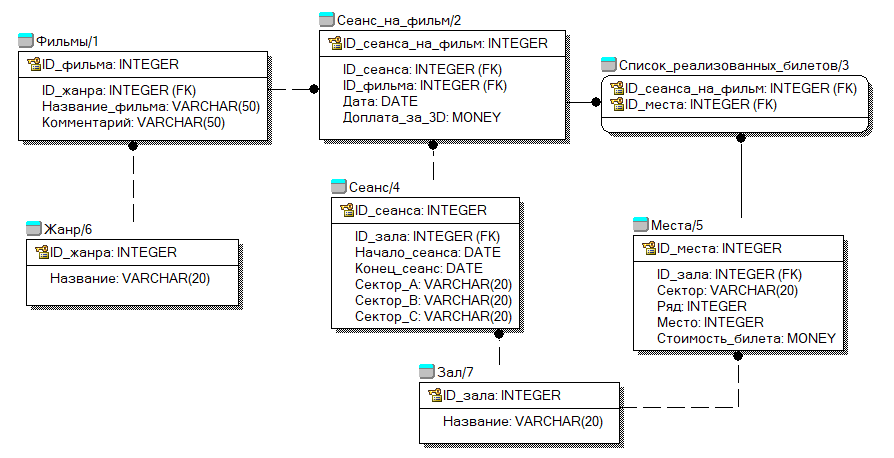 Фильмы/1
ID_фильма: INTEGER
ID_жанра: INTEGER (FK)
Название_фильма: VARCHAR(50)
Комментарий: VARCHAR(50)
Сеанс_на_фильм/2
ID_сеанса_на_фильм: INTEGER
ID_сеанса: INTEGER (FK)
ID_фильма: INTEGER (FK)
Дата: DATE
Доплата_за_3D: MONEY
Список_реализованных_билетов/3
ID_сеанса_на_фильм: INTEGER (FK)
ID_места: INTEGER (FK)
Жанр/6
ID_жанра: INTEGER
Название: VARCHAR(20)
Сеанс/4
ID_сеанса: INTEGER
ID_зала: INTEGER (FK)
Начало_сеанса: DATE
Конец_сеанс: DATE
Сектор_A: VARCHAR(20)
Сектор_B: VARCHAR(20)
Сектор_C: VARCHAR(20)
Места/5
ID_места: INTEGER
ID_зала: INTEGER (FK)
Сектор: VARCHAR(20)
Ряд: INTEGER
Место: INTEGER
Стоимость_билета: MONEY
Зал/7
ID_зала: INTEGER
Название: VARCHAR(20)